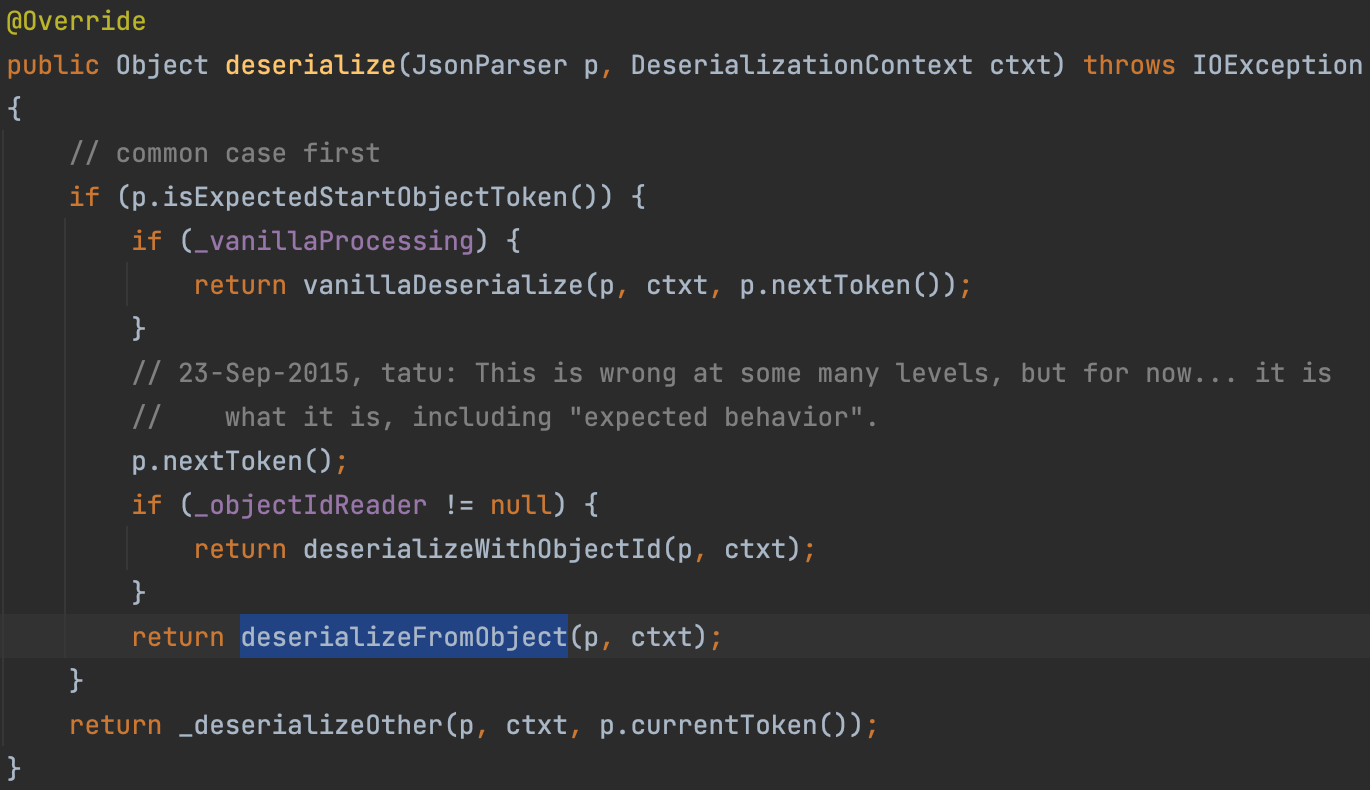 @Override
public Object deserialize(JsonParser p, DeserializationContext ctxt) throws IOException
{
    // common case first
    if (p.isExpectedStartObjectToken()) {
        if (_vanillaProcessing) {
            return vanillaDeserialize(p, ctxt, p.nextToken());
        }
        // 23-Sep-2015, tatu: This is wrong at some many levels, but for now... it is
        //    what it is, including "expected behavior".
        p.nextToken();
        if (_objectIdReader != null) {
            return deserializeWithObjectId(p, ctxt);
        }
        return deserializeFromObject(p, ctxt);
    }
    return _deserializeOther(p, ctxt, p.currentToken());
}